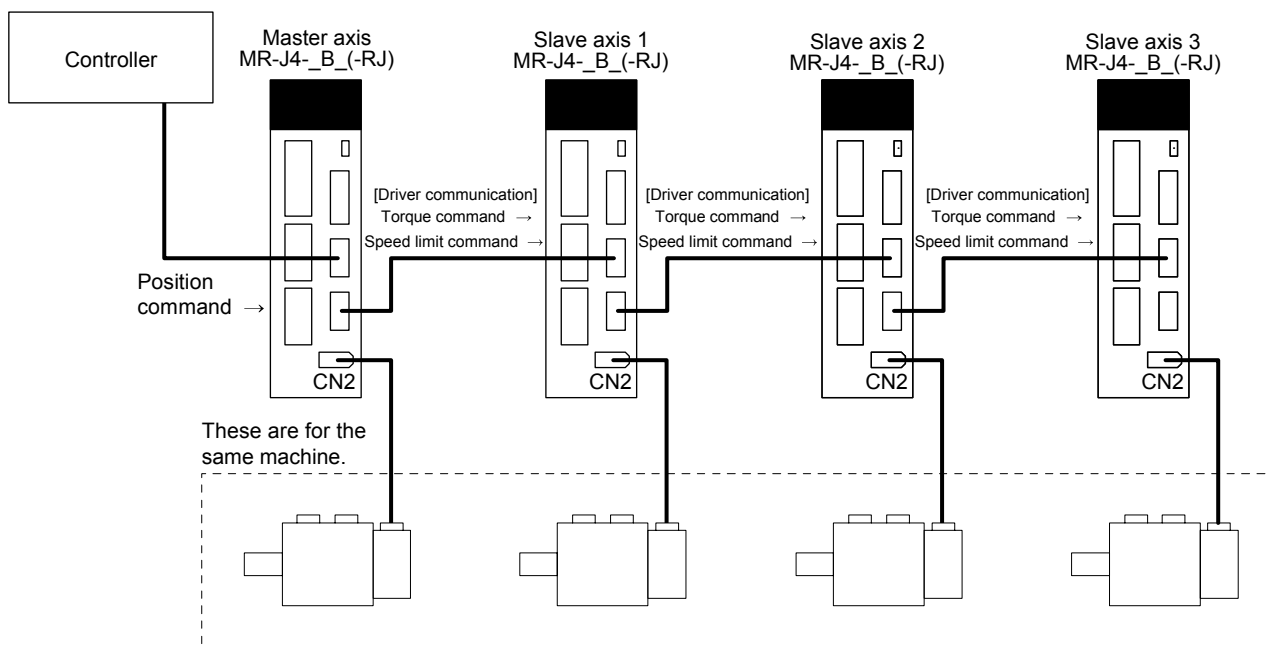 Controller
Master axis
MR-J4-_B_(-RJ)
Slave axis 1
MR-J4-_B_(-RJ)
Slave axis 2
MR-J4-_B_(-RJ)
Slave axis 3
MR-J4-_B_(-RJ)
[Driver communication]
Torque command →
Speed limit command →
[Driver communication]
Torque command →
Speed limit command →
[Driver communication]
Torque command →
Speed limit command →
Position
command →
CN2
CN2
CN2
CN2
These are for the
same machine.